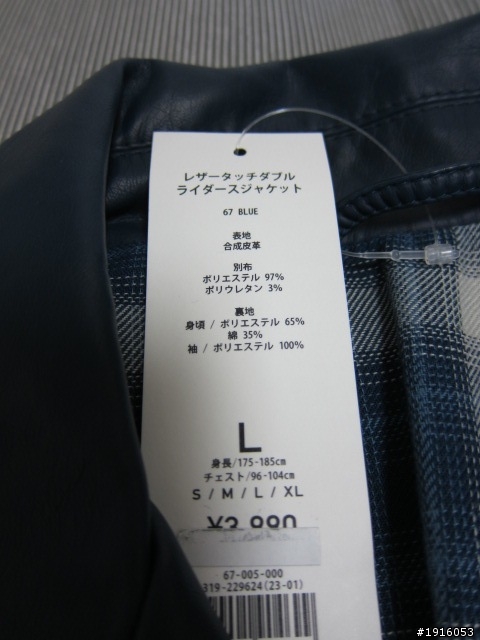 レザータッチダブル
ライダースジャケット
67 BLUE
表地
合成皮革
別布
ポリエステル 97%
ポリウレタン 3%
裏地
身頃 / ポリエステル 65%
綿 35%
袖 / ポリエステル 100%
L
身長/175-185cm
チェスト/96-104cm
S / M / L / XL
¥3,990
67-005-000
319-229624(23-01)
#1916053